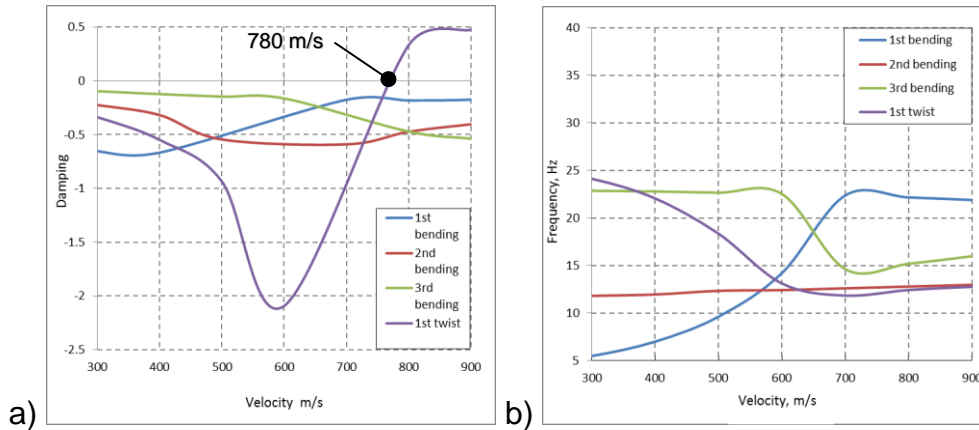 0.5
0
-0.5
-1
-1.5
-2
-2.5
Damping
780 m/s
1st
bending
2nd
bending
3rd
bending
1st twist
300 400 500 600 700 800 900
Velocity m/s
a)
40
35
30
25
20
15
10
5
Frequency, Hz
1st bending
2nd bending
3rd bending
1st twist
300 400 500 600 700 800 900
Velocity, m/s
b)